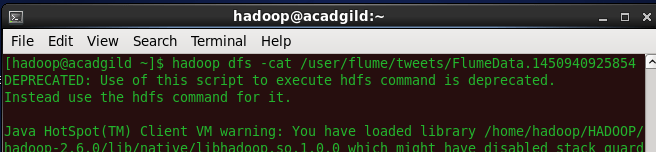 hadoop@acadgild:~
File Edit View Search Terminal Help
[hadoop@acadgild ~]$ hadoop dfs -cat /user/flume/tweets/FlumeData.1450940925854
DEPRECATED: Use of this script to execute hdfs command is deprecated.
Instead use the hdfs command for it.
Java HotSpot(TM) Client VM warning: You have loaded library /home/hadoop/HADOOP/
hadoop-2.6.0/lib/native/libhadoop.so.1.0.0 which might have disabled stack guard